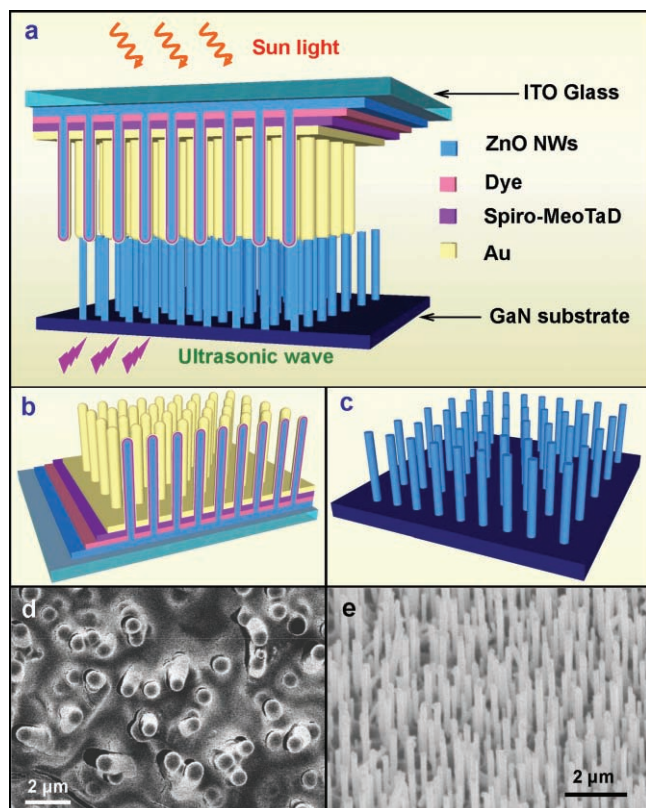 a
Sun light
ITO Glass
ZnO NWs
Dye
Spiro-MeoTaD
Au
GaN substrate
Ultrasonic wave
b
c
d
2 μm
e
2 μm